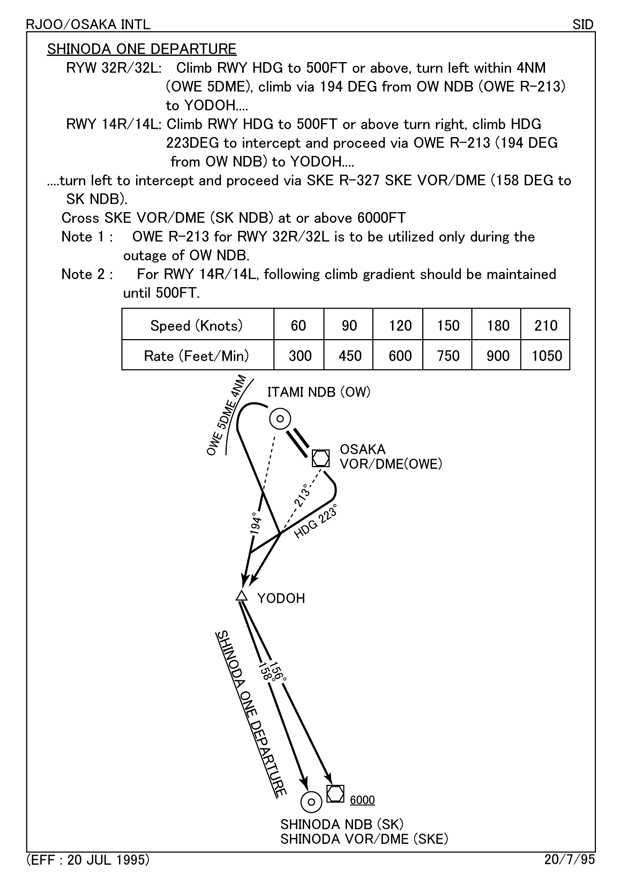 RJOO/OSAKA INTL SID
SHINODA ONE DEPARTURE
RYW 32R/32L: Climb RWY HDG to 500FT or above, turn left within 4NM
(OWE 5DME), climb via 194 DEG from OW NDB (OWE R-213)
to YODOH....
RWY 14R/14L: Climb RWY HDG to 500FT or above turn right, climb HDG
223DEG to intercept and proceed via OWE R-213 (194 DEG
from OW NDB) to YODOH....
....turn left to intercept and proceed via SKE R-327 SKE VOR/DME (158 DEG to
SK NDB).
Cross SKE VOR/DME (SK NDB) at or above 6000FT
Note 1 : OWE R-213 for RWY 32R/32L is to be utilized only during the
outage of OW NDB.
Note 2 : For RWY 14R/14L, following climb gradient should be maintained
until 500FT.
Speed (Knots) 60 90 120 150 180 210
Rate (Feet/Min) 300 450 600 750 900 1050
OWE 5DME 4NM
ITAMI NDB (OW)
OSAKA
VOR/DME(OWE)
213°
194°
HDG 223°
YODOH
SHINODA ONE DEPARTURE
156°
158°
6000
SHINODA NDB (SK)
SHINODA VOR/DME (SKE)
(EFF : 20 JUL 1995) 20/7/95